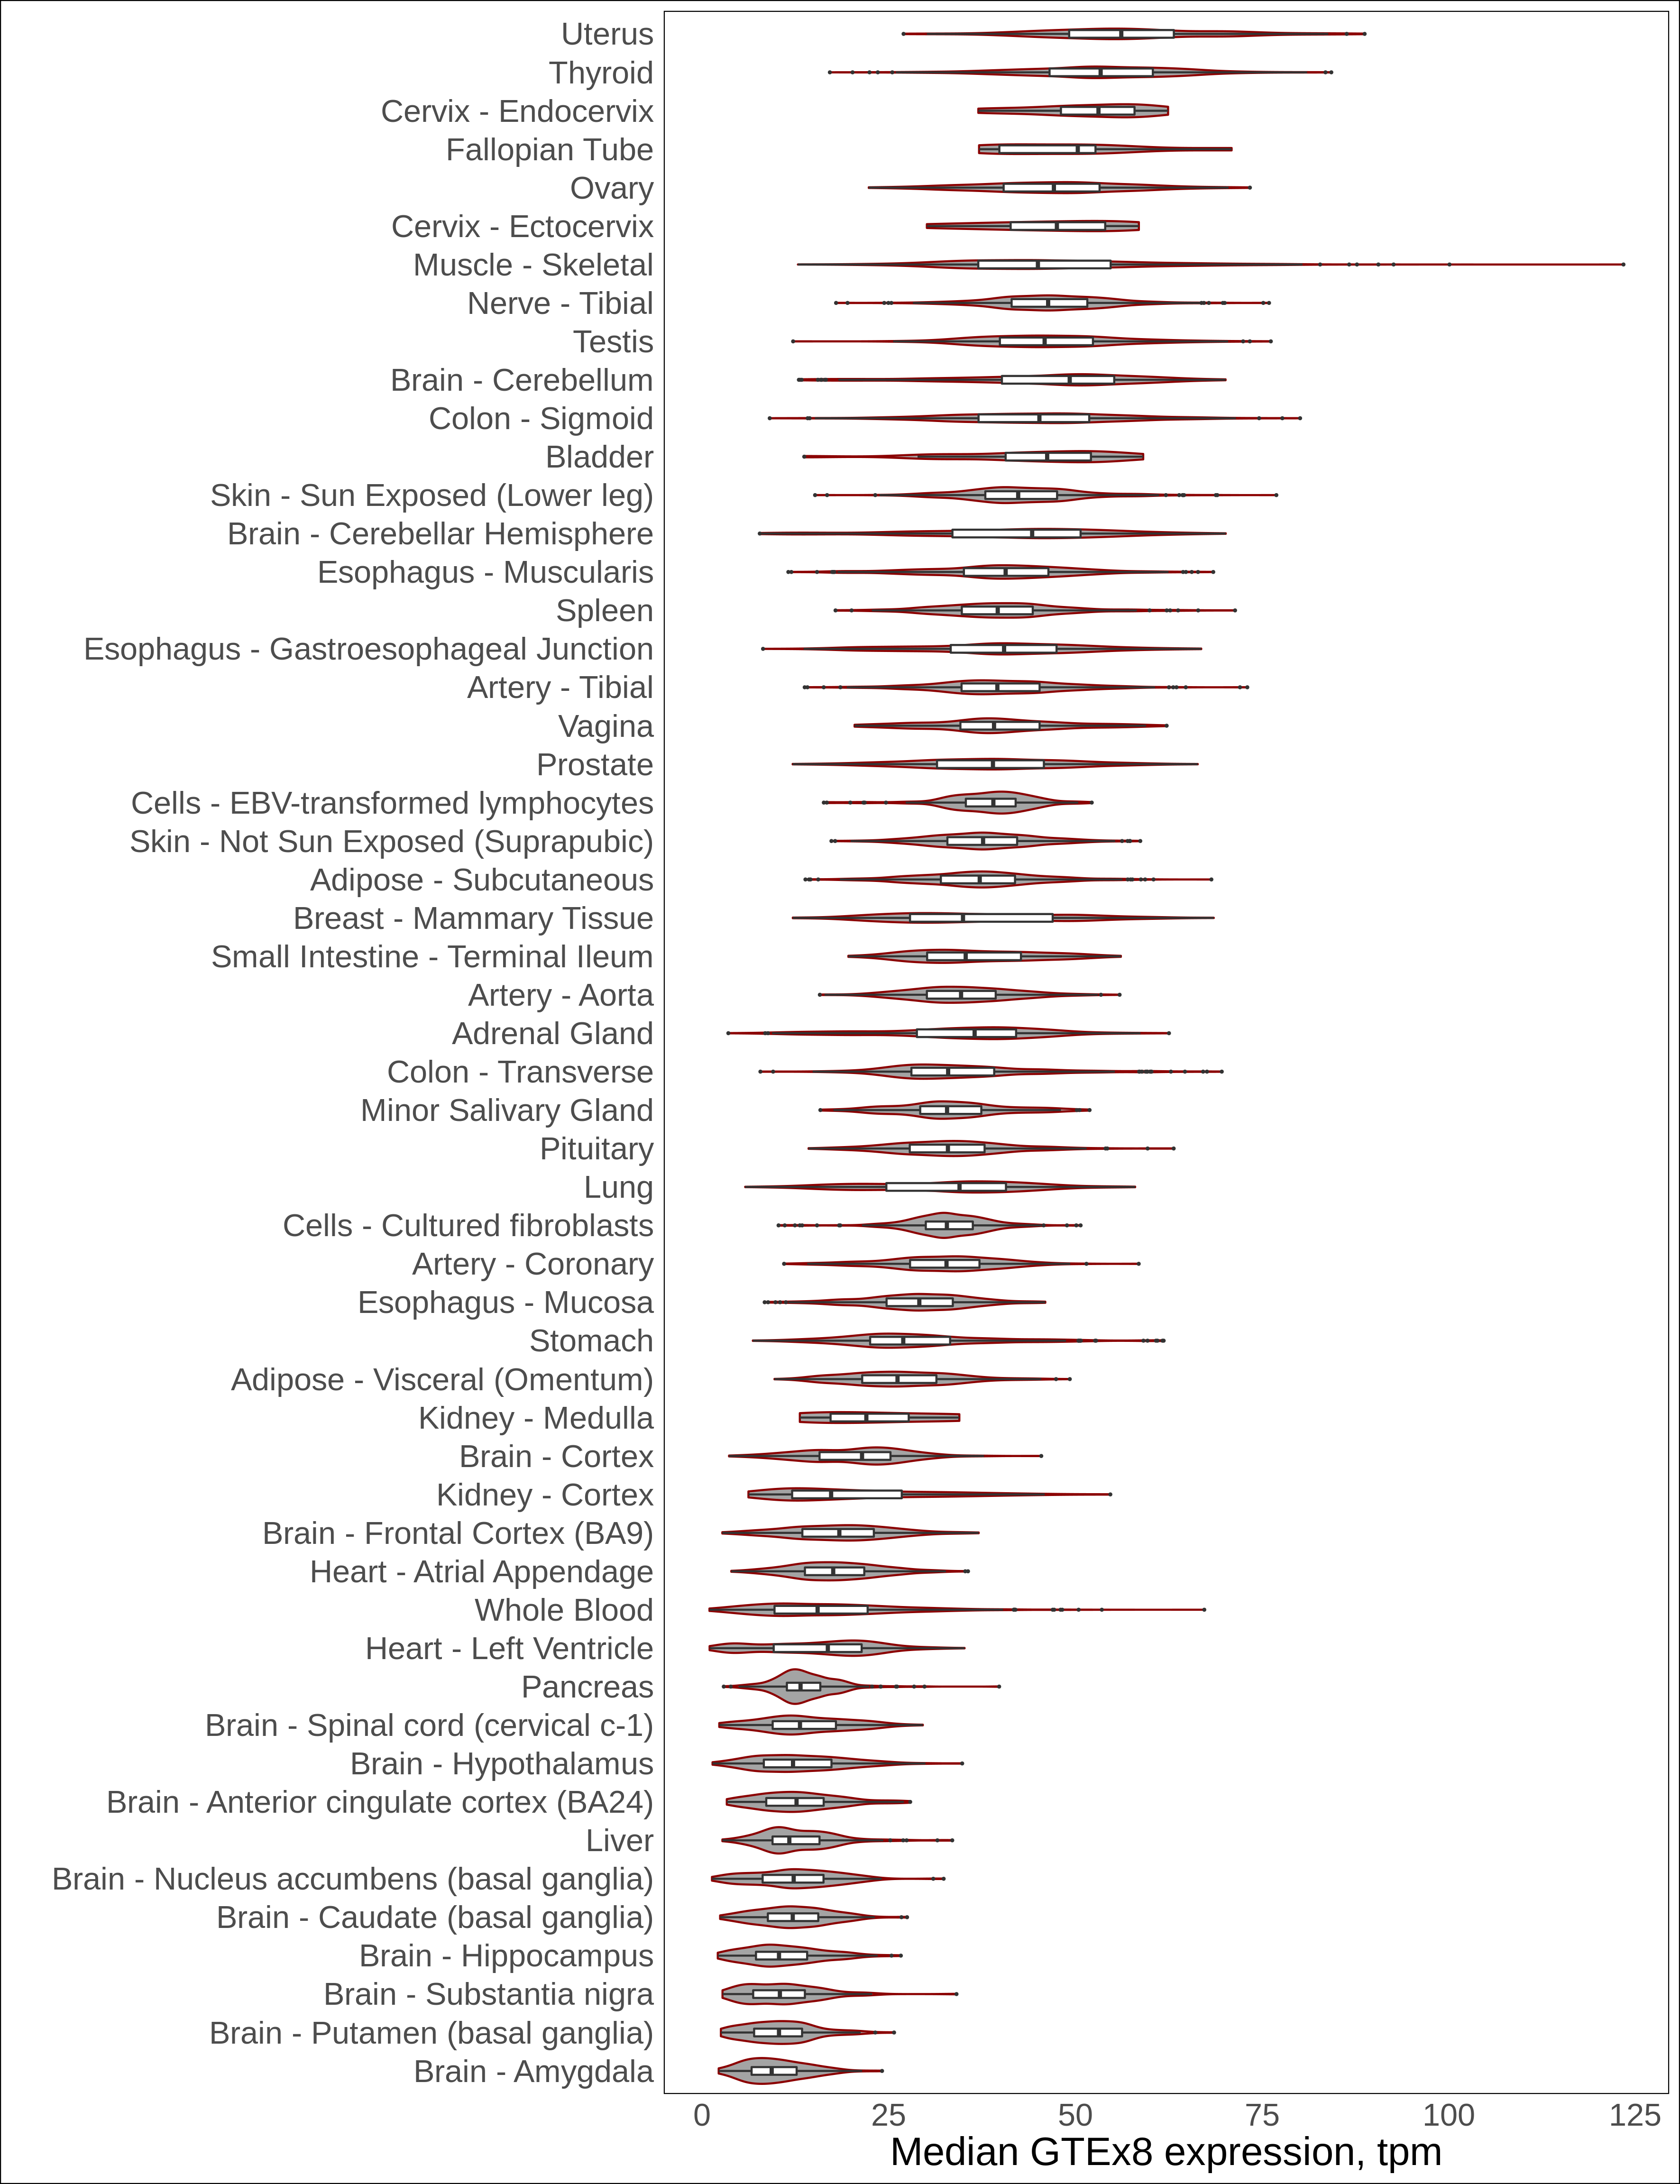 Uterus
Thyroid
Cervix - Endocervix
Fallopian Tube
Ovary
Cervix - Ectocervix
Muscle - Skeletal
Nerve - Tibial
Testis
Brain - Cerebellum
Colon - Sigmoid
Bladder
Skin - Sun Exposed (Lower leg)
Brain - Cerebellar Hemisphere
Esophagus - Muscularis
Spleen
Esophagus - Gastroesophageal Junction
Artery - Tibial
Vagina
Prostate
Cells - EBV-transformed lymphocytes
Skin - Not Sun Exposed (Suprapubic)
Adipose - Subcutaneous
Breast - Mammary Tissue
Small Intestine - Terminal Ileum
Artery - Aorta
Adrenal Gland
Colon - Transverse
Minor Salivary Gland
Pituitary
Lung
Cells - Cultured fibroblasts
Artery - Coronary
Esophagus - Mucosa
Stomach
Adipose - Visceral (Omentum)
Kidney - Medulla
Brain - Cortex
Kidney - Cortex
Brain - Frontal Cortex (BA9)
Heart - Atrial Appendage
Whole Blood
Heart - Left Ventricle
Pancreas
Brain - Spinal cord (cervical c-1)
Brain - Hypothalamus
Brain - Anterior cingulate cortex (BA24)
Liver
Brain - Nucleus accumbens (basal ganglia)
Brain - Caudate (basal ganglia)
Brain - Hippocampus
Brain - Substantia nigra
Brain - Putamen (basal ganglia)
Brain - Amygdala
0 25 50 75 100 125
Median GTEx8 expression, tpm